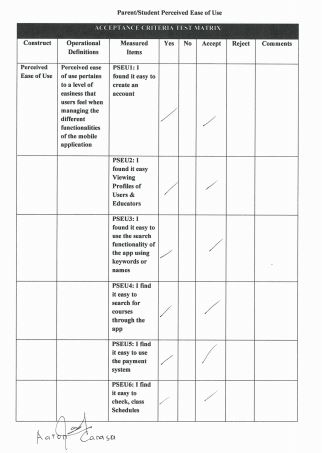 Parent/Student Perceived Ease of Use
ACCEPTANCE CRITERIA TEST MATRIX
Construct Operational Definitions Measured Items Yes No Accept Reject Comments
Perceived Ease of Use
Perceived ease
of use pertains
to a level of
easiness that
users feel when
managing the
different
functionalities
of the mobile
application
PSEU1: I
found it easy to
create an
account
PSEU2: I
found it easy
Viewing
Profiles of
Users &
Educators
PSEU3: I
found it easy to
use the search
functionality of
the app using
keywords or
names
PSEU4: I find
it easy to
search for
courses
through the
app
PSEU5: I find
it easy to use
the payment
system
PSEU6: I find
it easy to
check, class
Schedules
Aaron